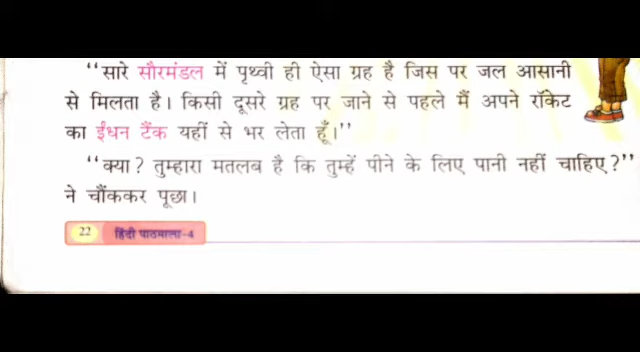 “सारे सौरमंडल में पृथ्वी ही ऐसा ग्रह है जिस पर जल आसानी
से मिलता है। किसी दूसरे ग्रह पर जाने से पहले मैं अपने रॉकेट
का ईंधन टैंक यहीं से भर लेता हूँ।”
“क्या? तुम्हारा मतलब है कि तुम्हें पीने के लिए पानी नहीं चाहिए?”
ने चौंककर पूछा।
22 हिंदी पाठमाला-4